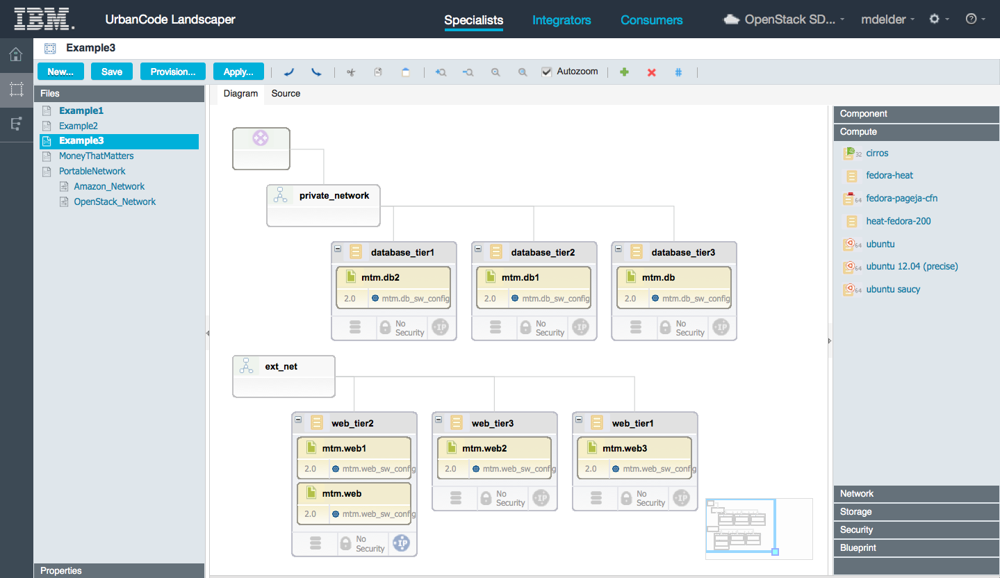 IBM.
UrbanCode Landscaper
Specialists
Integrators
Consumers
OpenStack SD...
mdelder
Example3
New...
Save
Provision...
Apply...
Autozoom
Files
Example1
Example2
Example3
MoneyThatMatters
PortableNetwork
Amazon_Network
OpenStack_Network
Properties
Diagram
Source
private_network
database_tier1
mtm.db2
2.0
mtm.db_sw_config
No
Security
IP
database_tier2
mtm.db1
2.0
mtm.db_sw_config
No
Security
IP
database_tier3
mtm.db
2.0
mtm.db_sw_config
No
Security
IP
ext_net
web_tier2
mtm.web1
2.0
mtm.web_sw_config
mtm.web
2.0
mtm.web_sw_config
No
Security
IP
web_tier3
mtm.web2
2.0
mtm.web_sw_config
No
Security
IP
web_tier1
mtm.web3
2.0
mtm.web_sw_config
No
Security
IP
Component
Compute
32 cirros
fedora-heat
64 fedora-pageja-cfn
heat-fedora-200
64 ubuntu
64 ubuntu 12.04 (precise)
64 ubuntu saucy
Network
Storage
Security
Blueprint